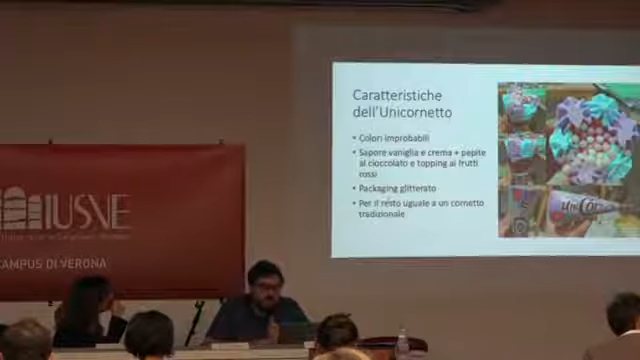 Caratteristiche
dell'Unicornetto
• Colori improbabili
• Sapore vaniglia e crema + pepite
al cioccolato e topping ai frutti
rossi
• Packaging glitterato
• Per il resto uguale a un cornetto
tradizionale
IUSVE
CAMPUS DI VERONA